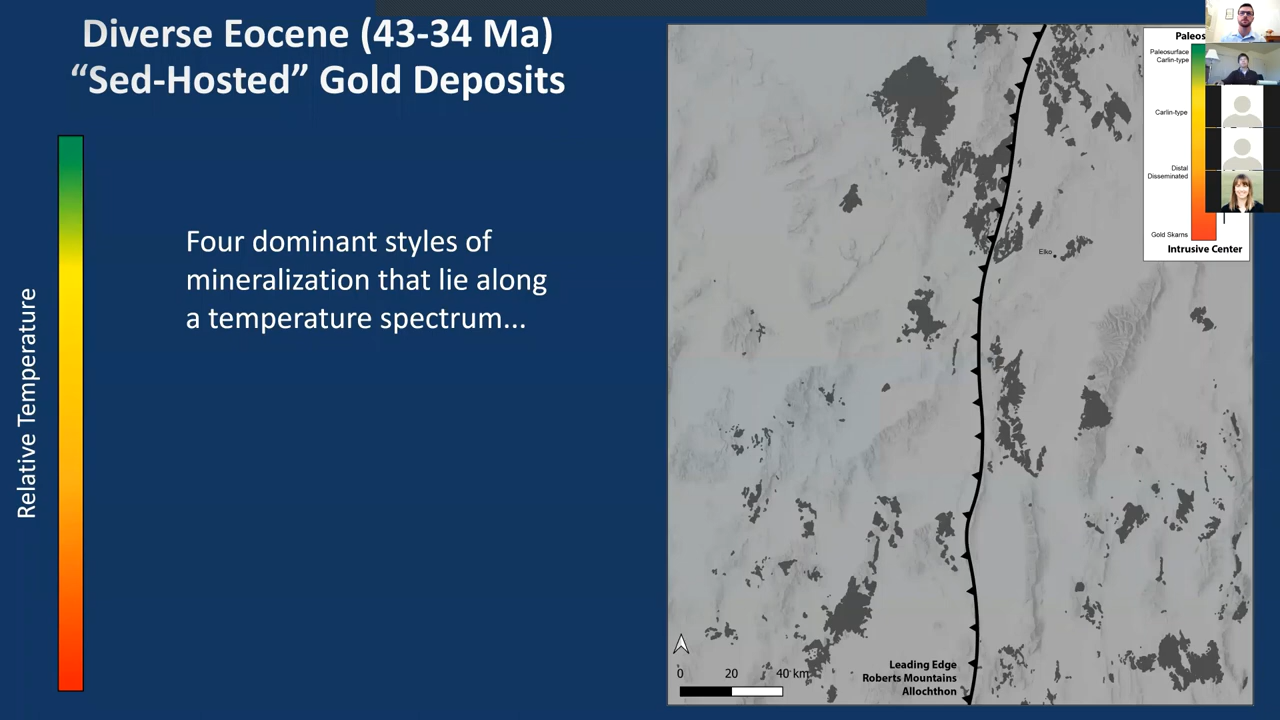 Diverse Eocene (43-34 Ma)
“Sed-Hosted” Gold Deposits
Relative Temperature
Four dominant styles of
mineralization that lie along
a temperature spectrum...
Elko
0 20 40 km
Leading Edge
Roberts Mountains
Allochthon
Paleosurface
Carlin-type
Carlin-type
Distal
Disseminated
Gold Skarns
Intrusive Center